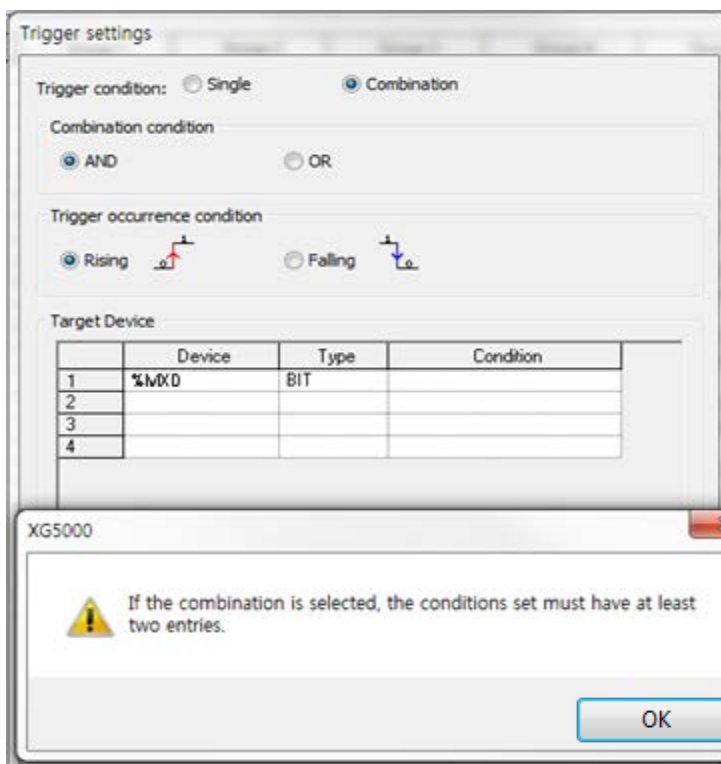 Trigger settings
Trigger condition: Single Combination
Combination condition
AND OR
Trigger occurrence condition
Rising Falling
Target Device
Device Type Condition
1 %MX0 BIT
2
3
4
XG5000
If the combination is selected, the conditions set must have at least
two entries.
OK